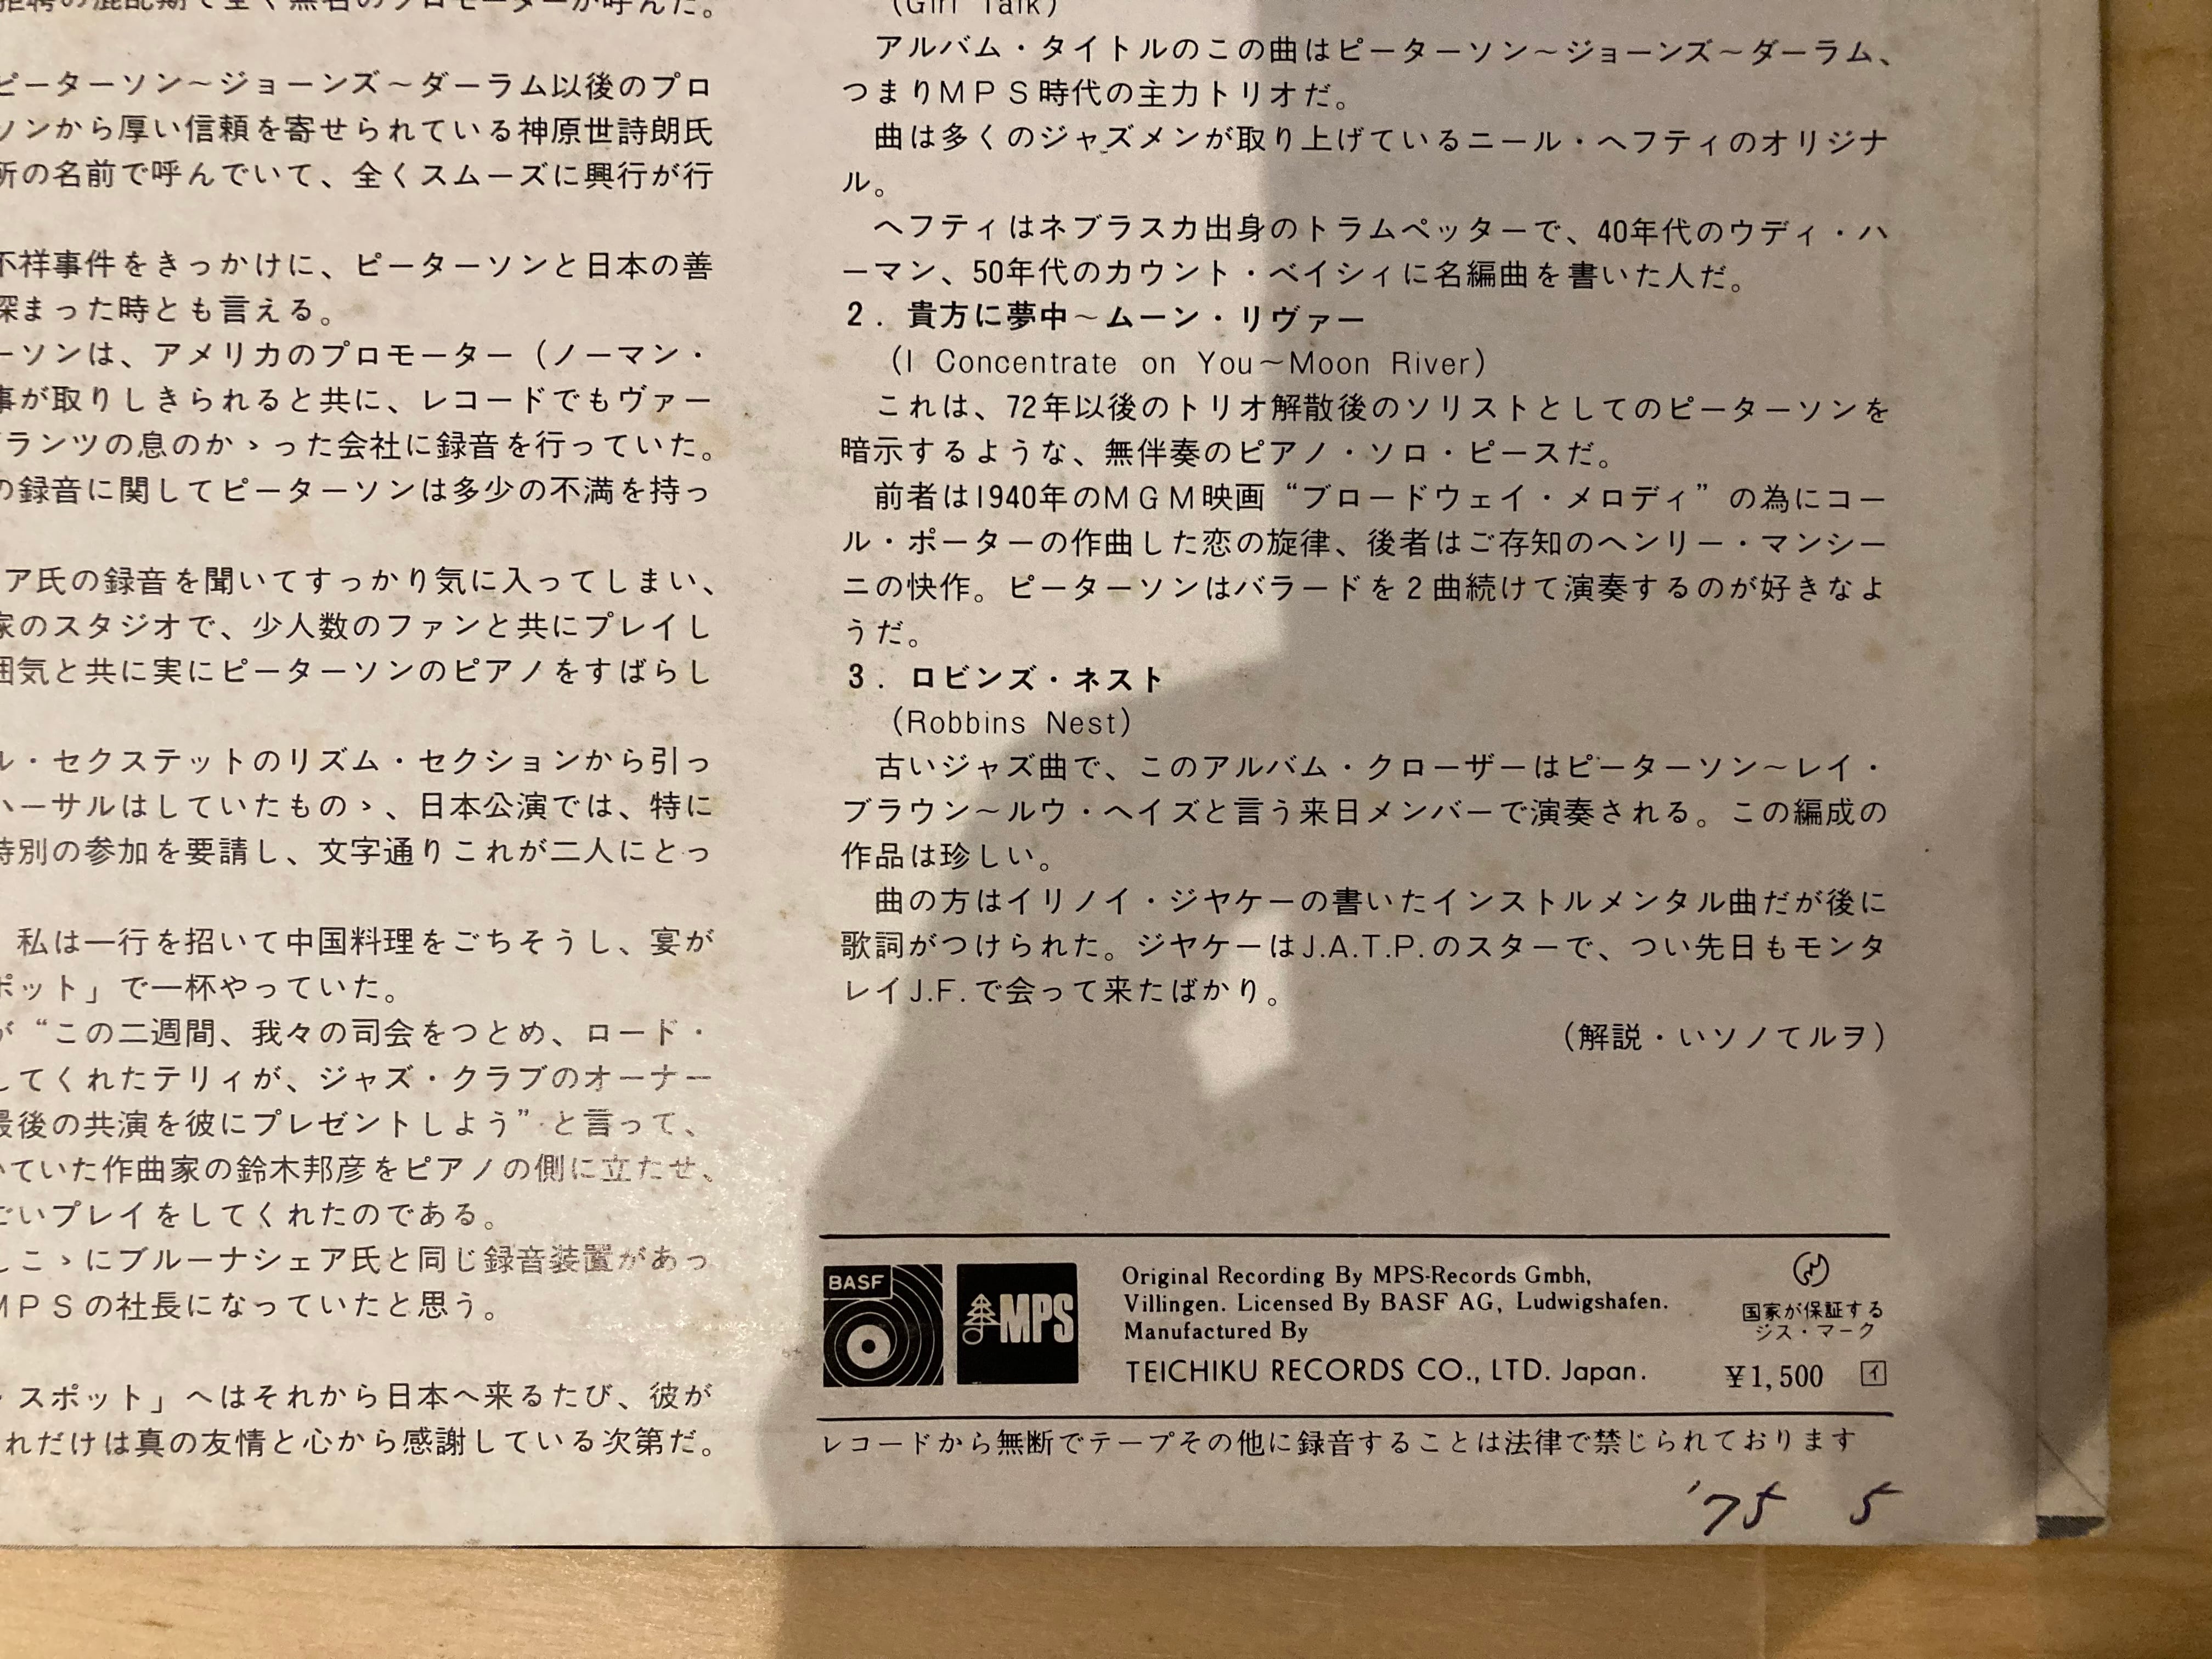 ピーターソン～ジョーンズ～ダーラム以後のプロ
ソンから厚い信頼を寄せられている神原世詩朗氏
所の名前で呼んでいて、全くスムーズに興行が行
不祥事件をきっかけに、ピーターソンと日本の善
深まった時とも言える。
ーソンは、アメリカのプロモーター（ノーマン・
事が取りしきられると共に、レコードでもヴァー
グランツの息のかゝった会社に録音を行っていた。
の録音に関してピーターソンは多少の不満を持っ
ア氏の録音を聞いてすっかり気に入ってしまい、
家のスタジオで、少人数のファンと共にプレイし
囲気と共に実にピーターソンのピアノをすばらし
ル・セクステットのリズム・セクションから引っ
ハーサルはしていたものゝ、日本公演では、特に
特別の参加を要請し、文字通りこれが二人にとっ
私は一行を招いて中国料理をごちそうし、宴が
ポット」で一杯やっていた。
が“この二週間、我々の司会をつとめ、ロード・
してくれたテリィが、ジャズ・クラブのオーナー
最後の共演を彼にプレゼントしよう”と言って、
いていた作曲家の鈴木邦彦をピアノの側に立たせ、
ごいプレイをしてくれたのである。
しこゝにブルーナシェア氏と同じ録音装置があっ
MPSの社長になっていたと思う。
・スポット」へはそれから日本へ来るたび、彼が
れだけは真の友情と心から感謝している次第だ。
(Girl Talk)
アルバム・タイトルのこの曲はピーターソン～ジョーンズ～ダーラム、
つまりMPS時代の主力トリオだ。
曲は多くのジャズメンが取り上げているニール・ヘフティのオリジナ
ル。
ヘフティはネブラスカ出身のトラムペッターで、40年代のウディ・ハ
ーマン、50年代のカウント・ベイシィに名編曲を書いた人だ。
2．貴方に夢中～ムーン・リヴァー
(I Concentrate on You～Moon River)
これは、72年以後のトリオ解散後のソリストとしてのピーターソンを
暗示するような、無伴奏のピアノ・ソロ・ピースだ。
前者は1940年のMGM映画“ブロードウェイ・メロディ”の為にコー
ル・ポーターの作曲した恋の旋律、後者はご存知のヘンリー・マンシー
ニの快作。ピーターソンはバラードを2曲続けて演奏するのが好きなよ
うだ。
3．ロビンズ・ネスト
(Robbins Nest)
古いジャズ曲で、このアルバム・クローザーはピーターソン～レイ・
ブラウン～ルウ・ヘイズと言う来日メンバーで演奏される。この編成の
作品は珍しい。
曲の方はイリノイ・ジヤケーの書いたインストルメンタル曲だが後に
歌詞がつけられた。ジヤケーはJ.A.T.P.のスターで、つい先日もモンタ
レイJ.F.で会って来たばかり。
(解説・いソノてルヲ)
BASF
MPS
Original Recording By MPS-Records Gmbh,
Villingen. Licensed By BASF AG, Ludwigshafen.
Manufactured By
TEICHIKU RECORDS CO., LTD. Japan.
国家が保証する
ジス・マーク
¥1,500 イ
レコードから無断でテープその他に録音することは法律で禁じられております
'75 5